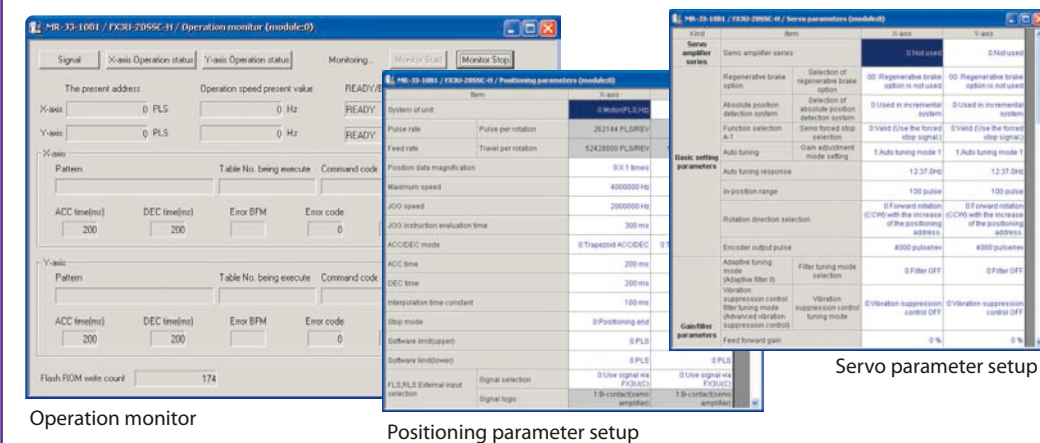 MR-J3-10B1 / FX3U-20SSC-H / Operation monitor (module:0)
Signal X-axis Operation status Y-axis Operation status Monitoring... Monitor Start Monitor Stop
The present address Operation speed present value
X-axis 0 PLS 0 Hz READY
Y-axis 0 PLS 0 Hz READY
X-axis
Pattern Table No. being execute Command code
ACC time(ms) DEC time(ms) Error BFM Error code
200 200 0
Y-axis
Pattern Table No. being execute Command code
ACC time(ms) DEC time(ms) Error BFM Error code
200 200 0
Flash ROM write count 174
Operation monitor
MR-J3-10B1 / FX3U-20SSC-H / Positioning parameters (module:0)
Item X-axis
System of unit 0:Motor(PLS,Hz)
Pulse rate Pulse per rotation 262144 PLS/REV
Feed rate Travel per rotation 52428800 PLS/REV
Position data magnification 0:X 1 times
Maximum speed 4000000 Hz
JOG speed 2000000 Hz
JOG instruction evaluation time 300 ms
ACC/DEC mode 0:Trapezoid ACC/DEC
ACC time 200 ms
DEC time 200 ms
Interpolation time constant 100 ms
Stop mode 0:Positioning end
Software limit(upper) 0 PLS
Software limit(lower) 0 PLS 0 PLS
FLS,RLS External input selection Signal selection 0:Use signal via FX3U(C) 0:Use signal via FX3U(C)
Signal logic 1:B-contact(servo amplifier) 1:B-contact(servo amplifier)
Positioning parameter setup
MR-J3-10B1 / FX3U-20SSC-H / Servo parameters (module:0)
Kind Item X-axis Y-axis
Servo amplifier series Servo amplifier series 0:Not used 0:Not used
Basic setting parameters
Regenerative brake option Selection of regenerative brake option 00: Regenerative brake option is not used 00: Regenerative brake option is not used
Absolute position detection system Selection of absolute position detection system 0:Used in incremental system 0:Used in incremental system
Function selection A-1 Servo forced stop selection 0:Valid (Use the forced stop signal.) 0:Valid (Use the forced stop signal.)
Auto tuning Gain adjustment mode setting 1:Auto tuning mode 1 1:Auto tuning mode 1
Auto tuning response 12:37.0Hz 12:37.0Hz
In-position range 100 pulse 100 pulse
Rotation direction selection 0:Forward rotation (CCW) with the increase of the positioning address. 0:Forward rotation (CCW) with the increase of the positioning address.
Encoder output pulse 4000 pulse/rev 4000 pulse/rev
Gain/filter parameters
Adaptive tuning mode (Adaptive filter II) Filter tuning mode selection 0:Filter OFF 0:Filter OFF
Vibration suppression control filter tuning mode (Advanced vibration suppression control) Vibration suppression control tuning mode 0:Vibration suppression control OFF 0:Vibration suppression control OFF
Feed forward gain 0 % 0 %
Servo parameter setup